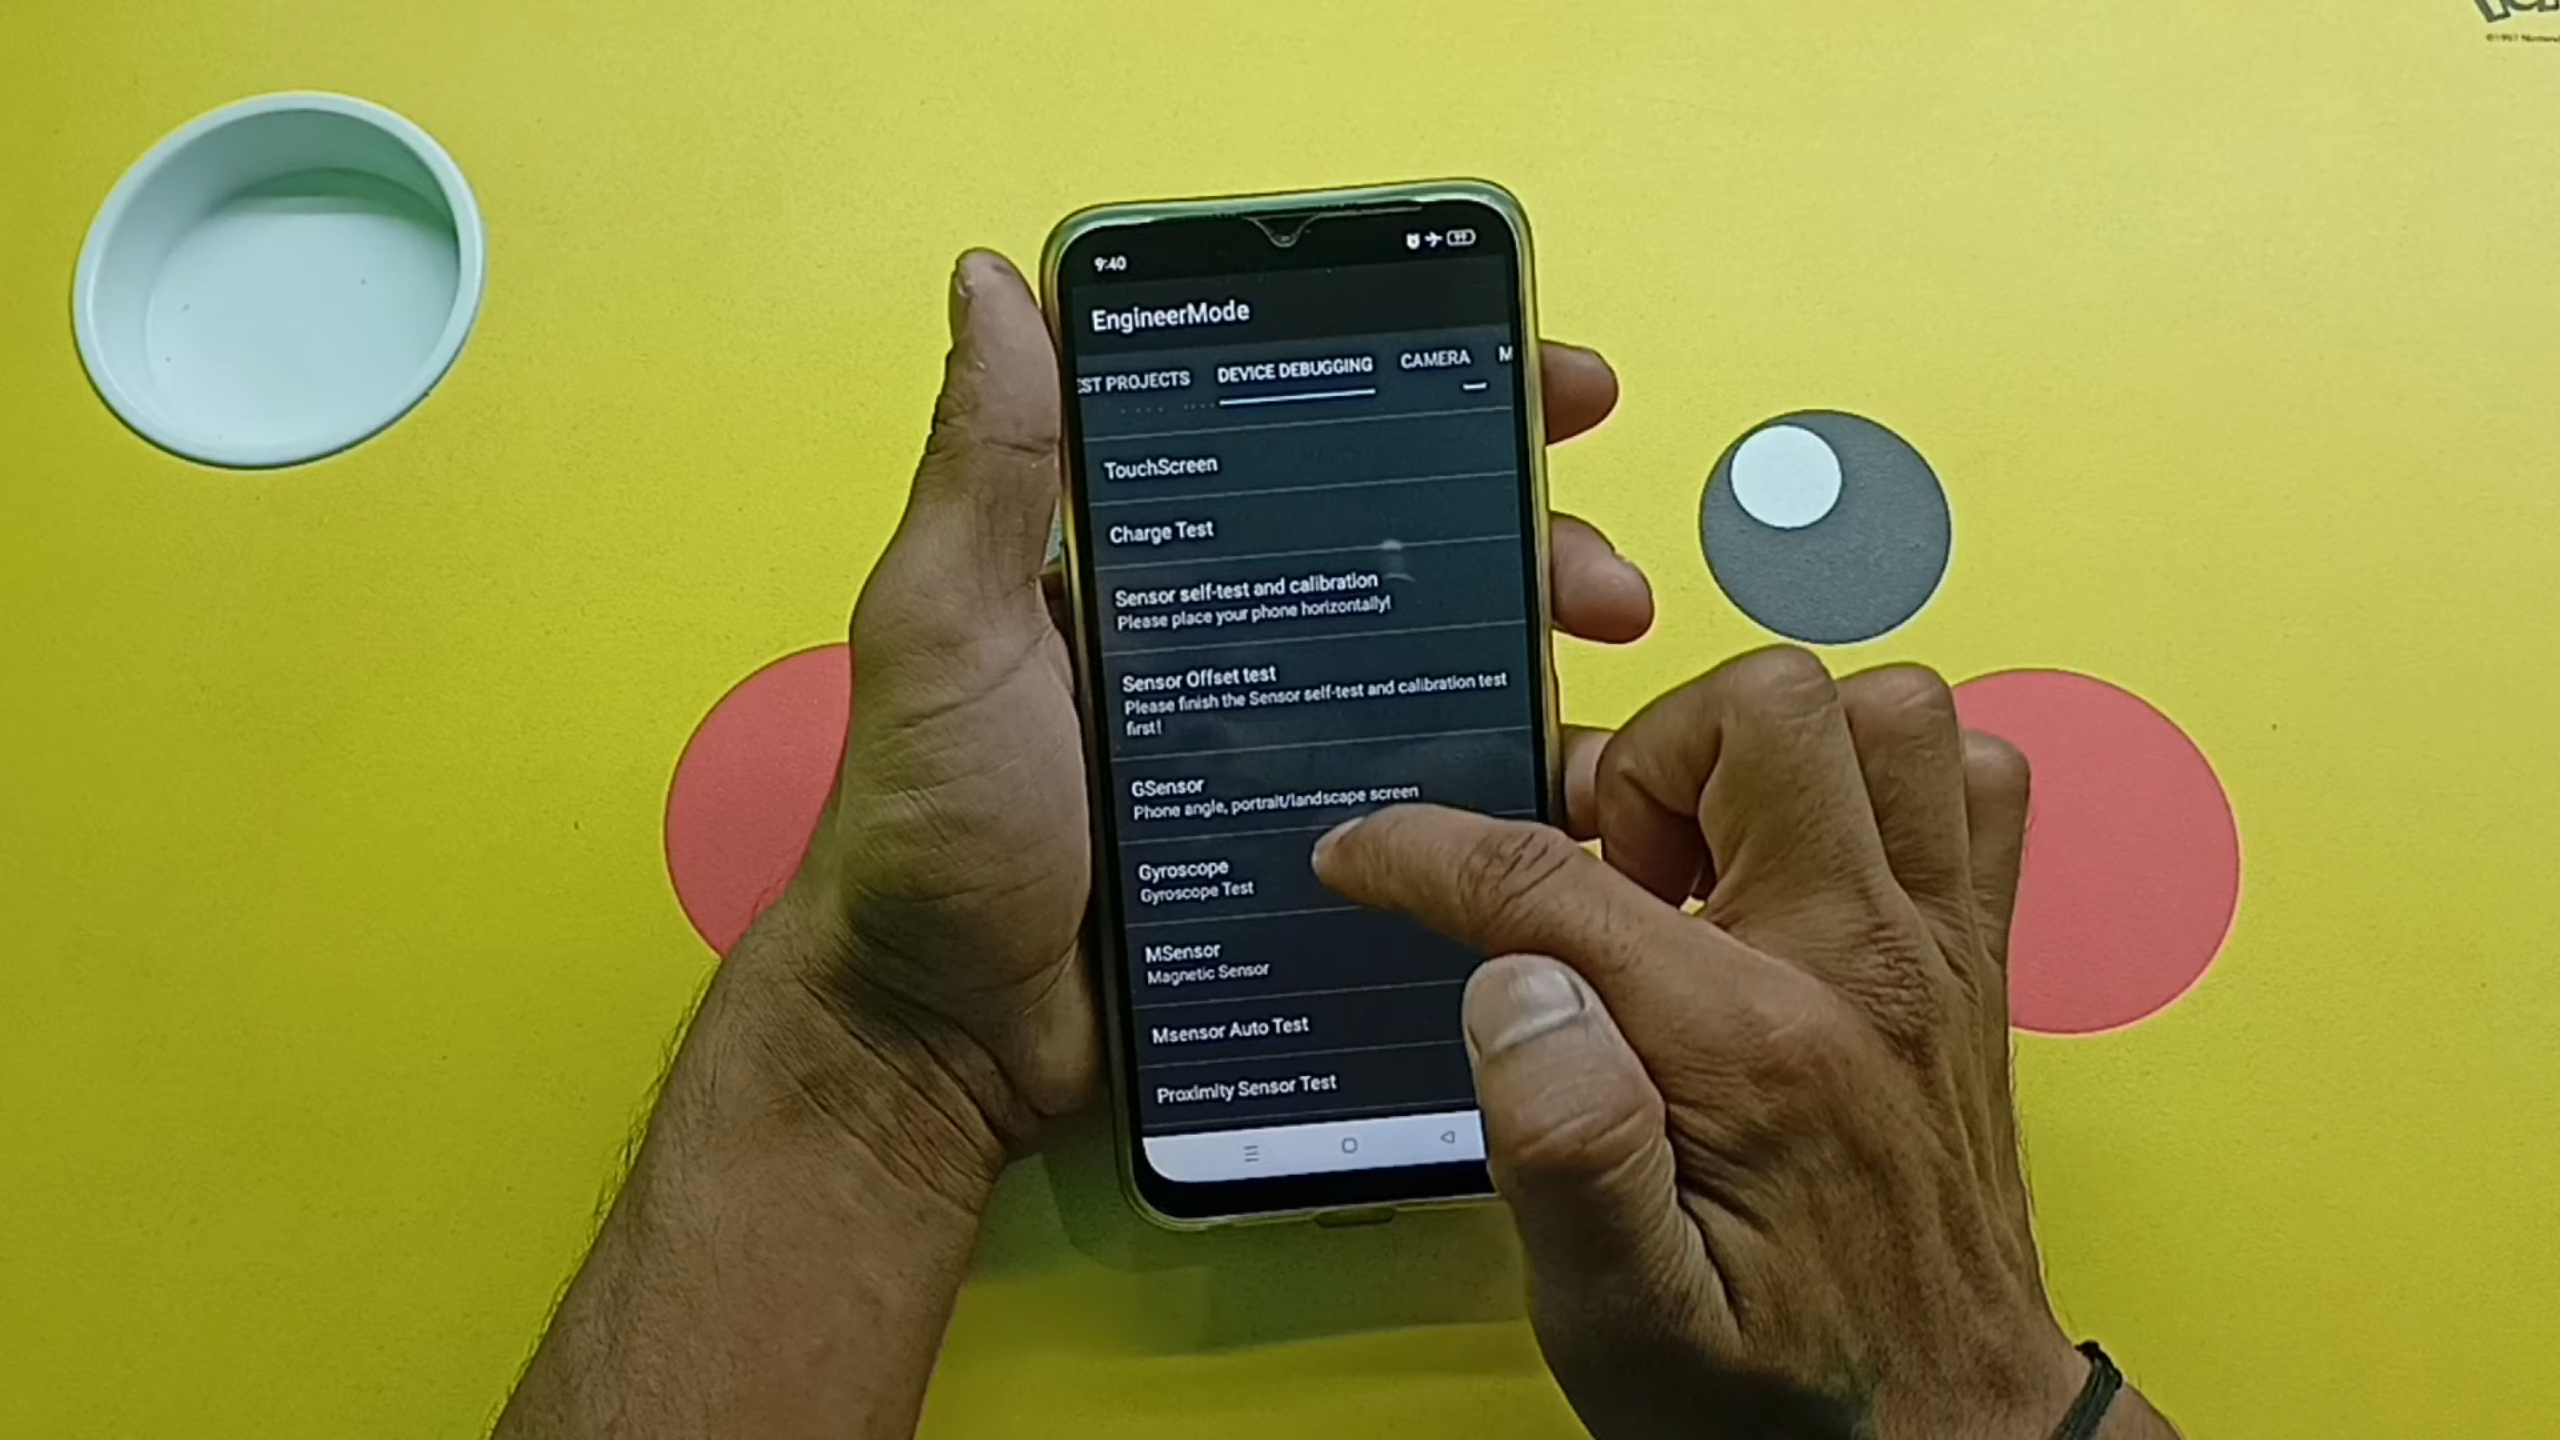 9:40
99
EngineerMode
EST PROJECTS DEVICE DEBUGGING CAMERA M
TouchScreen
Charge Test
Sensor self-test and calibration
Please place your phone horizontally!
Sensor Offset test
Please finish the Sensor self-test and calibration test
first!
GSensor
Phone angle, portrait/landscape screen
Gyroscope
Gyroscope Test
MSensor
Magnetic Sensor
Msensor Auto Test
Proximity Sensor Test